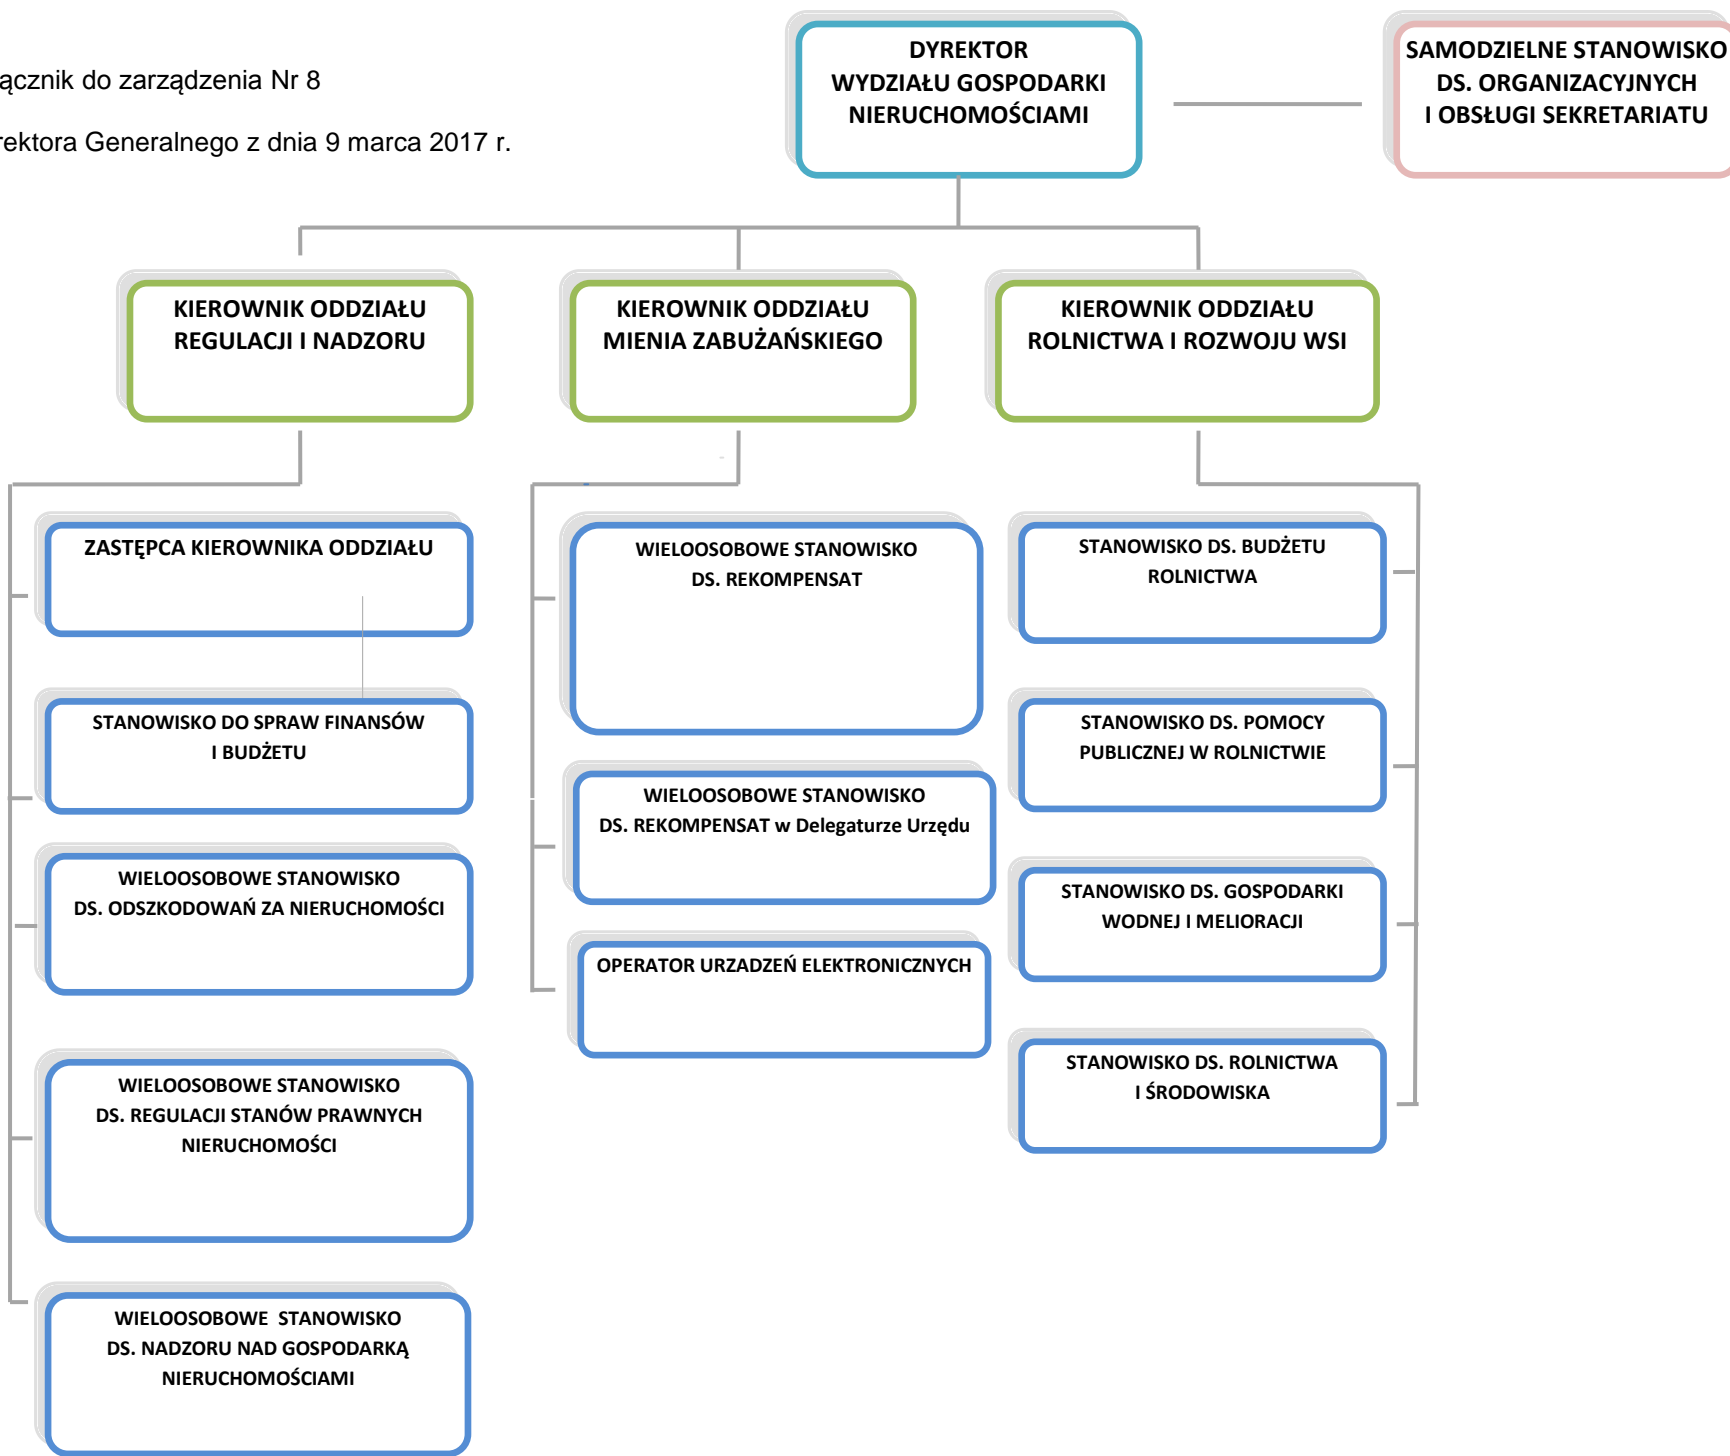 ącznik do zarządzenia Nr 8
rektora Generalnego z dnia 9 marca 2017 r.
DYREKTOR
WYDZIAŁU GOSPODARKI
NIERUCHOMOŚCIAMI
SAMODZIELNE STANOWISKO
DS. ORGANIZACYJNYCH
I OBSŁUGI SEKRETARIATU
KIEROWNIK ODDZIAŁU
REGULACJI I NADZORU
KIEROWNIK ODDZIAŁU
MIENIA ZABUŻAŃSKIEGO
KIEROWNIK ODDZIAŁU
ROLNICTWA I ROZWOJU WSI
ZASTĘPCA KIEROWNIKA ODDZIAŁU
STANOWISKO DO SPRAW FINANSÓW
I BUDŻETU
WIELOOSOBOWE STANOWISKO
DS. ODSZKODOWAŃ ZA NIERUCHOMOŚCI
WIELOOSOBOWE STANOWISKO
DS. REGULACJI STANÓW PRAWNYCH
NIERUCHOMOŚCI
WIELOOSOBOWE  STANOWISKO
DS. NADZORU NAD GOSPODARKĄ
NIERUCHOMOŚCIAMI
WIELOOSOBOWE STANOWISKO
DS. REKOMPENSAT
WIELOOSOBOWE STANOWISKO
DS. REKOMPENSAT w Delegaturze Urzędu
OPERATOR URZADZEŃ ELEKTRONICZNYCH
STANOWISKO DS. BUDŻETU
ROLNICTWA
STANOWISKO DS. POMOCY
PUBLICZNEJ W ROLNICTWIE
STANOWISKO DS. GOSPODARKI
WODNEJ I MELIORACJI
STANOWISKO DS. ROLNICTWA
I ŚRODOWISKA